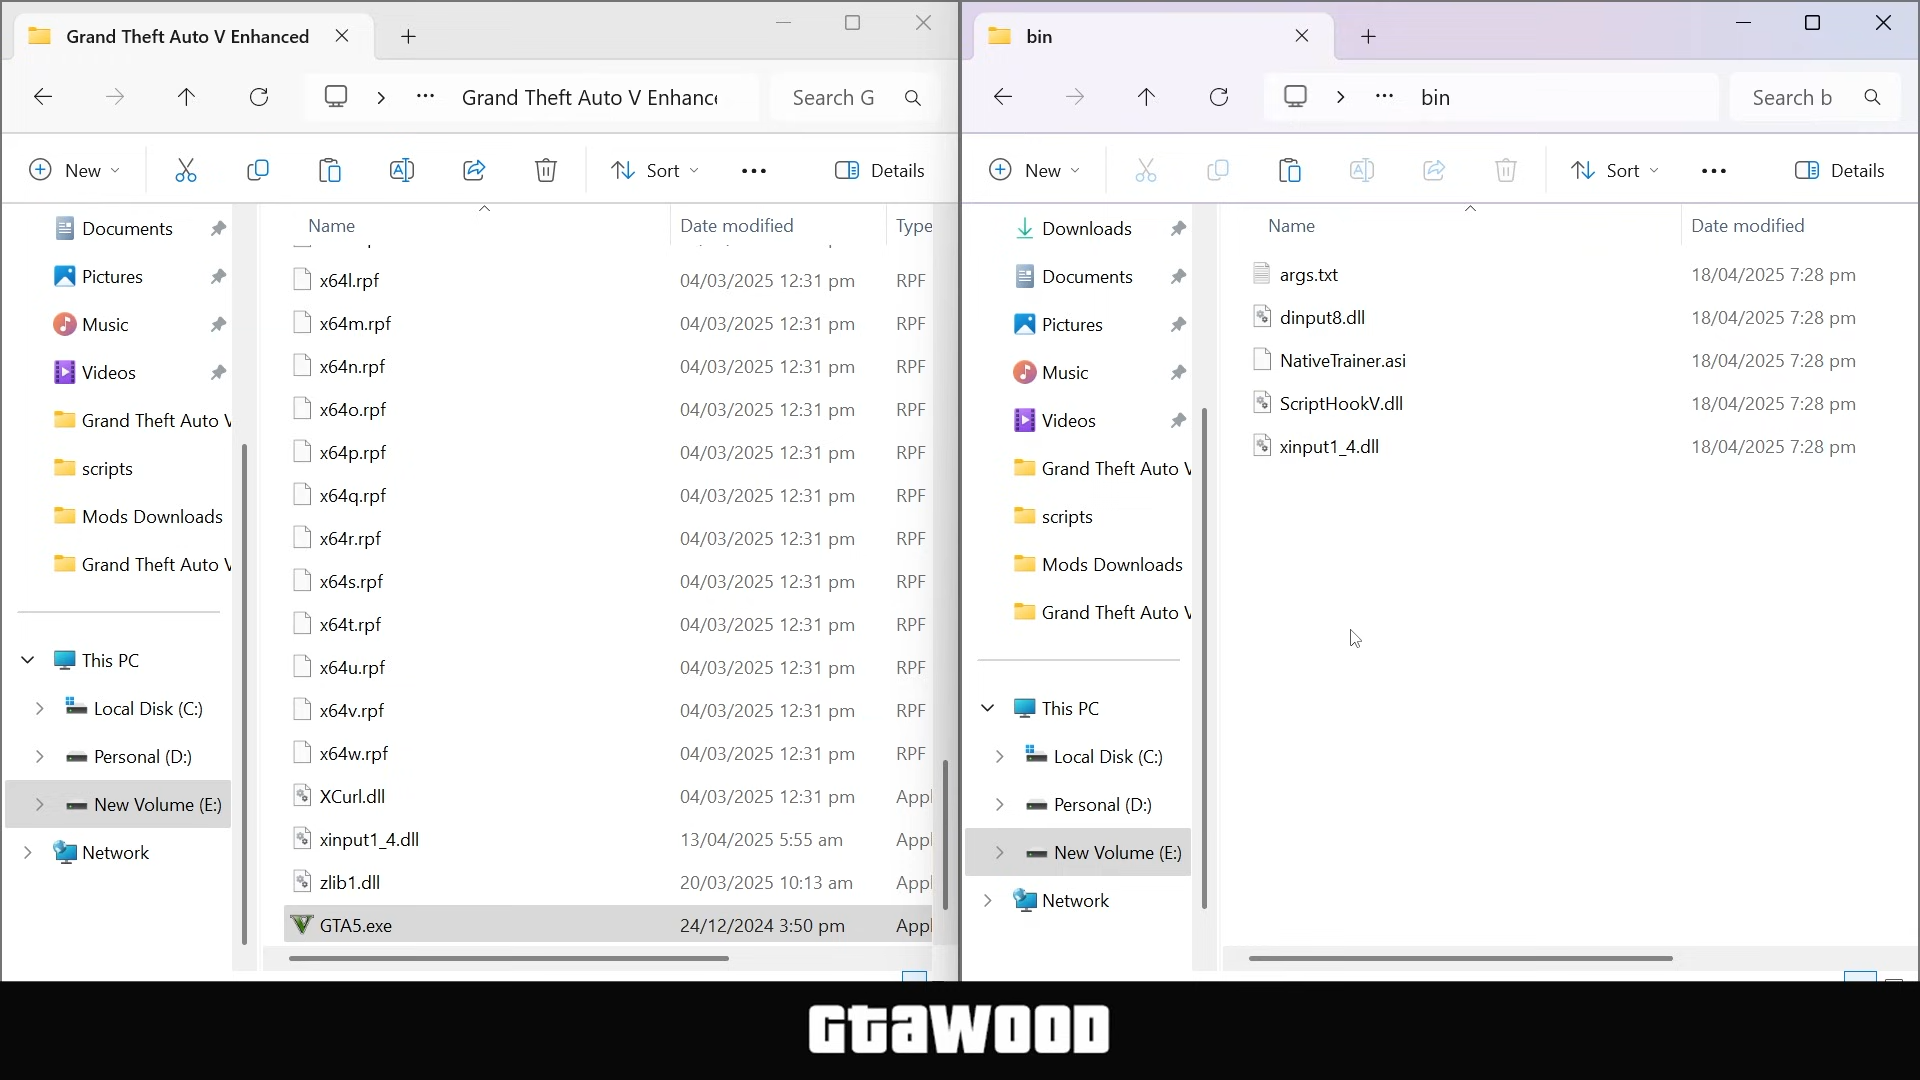 Grand Theft Auto V Enhanced
Grand Theft Auto V Enhanc
Search G
New
Sort
Details
Documents
Pictures
Music
Videos
Grand Theft Auto V
scripts
Mods Downloads
Grand Theft Auto V
This PC
Local Disk (C:)
Personal (D:)
New Volume (E:)
Network
Name Date modified Type
x64l.rpf 04/03/2025 12:31 pm RPF
x64m.rpf 04/03/2025 12:31 pm RPF
x64n.rpf 04/03/2025 12:31 pm RPF
x64o.rpf 04/03/2025 12:31 pm RPF
x64p.rpf 04/03/2025 12:31 pm RPF
x64q.rpf 04/03/2025 12:31 pm RPF
x64r.rpf 04/03/2025 12:31 pm RPF
x64s.rpf 04/03/2025 12:31 pm RPF
x64t.rpf 04/03/2025 12:31 pm RPF
x64u.rpf 04/03/2025 12:31 pm RPF
x64v.rpf 04/03/2025 12:31 pm RPF
x64w.rpf 04/03/2025 12:31 pm RPF
XCurl.dll 04/03/2025 12:31 pm Appl
xinput1_4.dll 13/04/2025 5:55 am Appl
zlib1.dll 20/03/2025 10:13 am Appl
GTA5.exe 24/12/2024 3:50 pm Appl
bin
bin
Search b
New
Sort
Details
Downloads
Documents
Pictures
Music
Videos
Grand Theft Auto V
scripts
Mods Downloads
Grand Theft Auto V
This PC
Local Disk (C:)
Personal (D:)
New Volume (E:)
Network
Name Date modified
args.txt 18/04/2025 7:28 pm
dinput8.dll 18/04/2025 7:28 pm
NativeTrainer.asi 18/04/2025 7:28 pm
ScriptHookV.dll 18/04/2025 7:28 pm
xinput1_4.dll 18/04/2025 7:28 pm
GtaWOOD